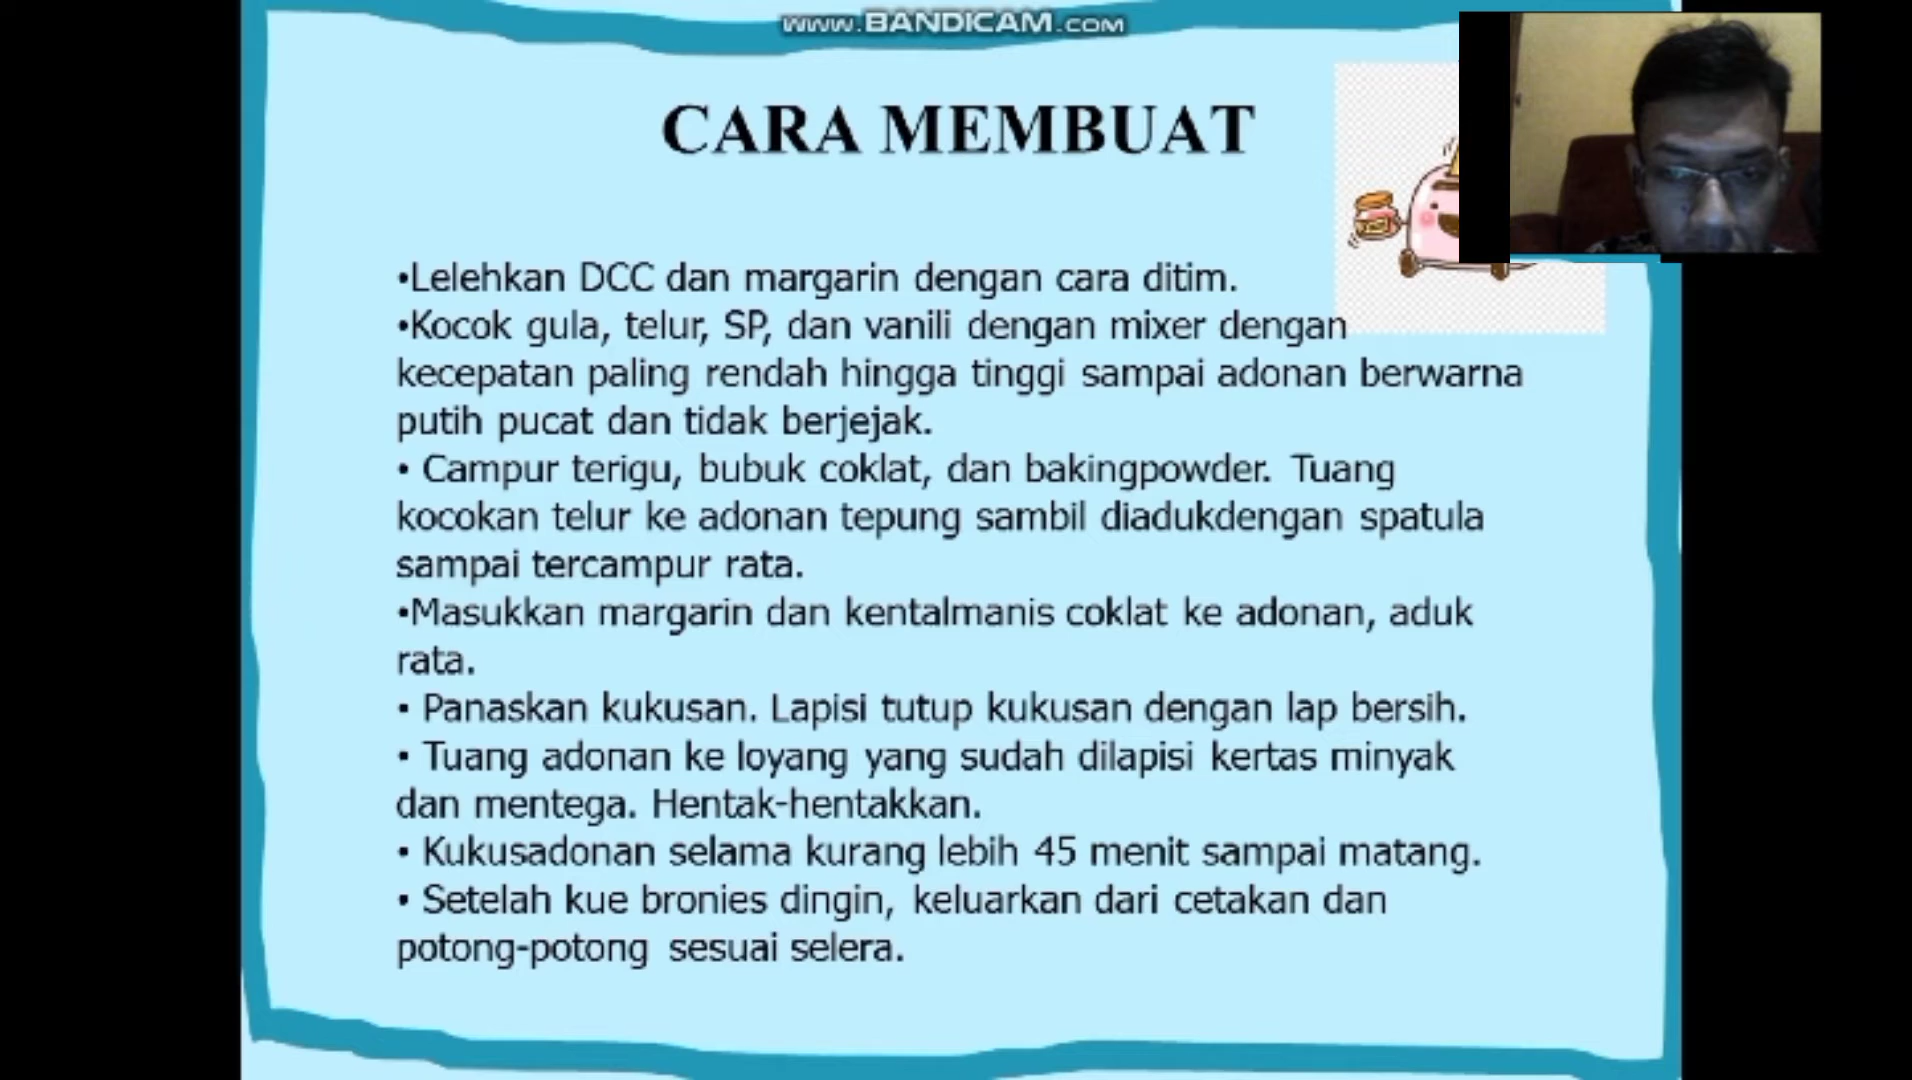 www.BANDICAM.COM
CARA MEMBUAT
•Lelehkan DCC dan margarin dengan cara ditim.
•Kocok gula, telur, SP, dan vanili dengan mixer dengan
kecepatan paling rendah hingga tinggi sampai adonan berwarna
putih pucat dan tidak berjejak.
• Campur terigu, bubuk coklat, dan bakingpowder. Tuang
kocokan telur ke adonan tepung sambil diadukdengan spatula
sampai tercampur rata.
•Masukkan margarin dan kentalmanis coklat ke adonan, aduk
rata.
• Panaskan kukusan. Lapisi tutup kukusan dengan lap bersih.
• Tuang adonan ke loyang yang sudah dilapisi kertas minyak
dan mentega. Hentak-hentakkan.
• Kukusadonan selama kurang lebih 45 menit sampai matang.
• Setelah kue bronies dingin, keluarkan dari cetakan dan
potong-potong sesuai selera.